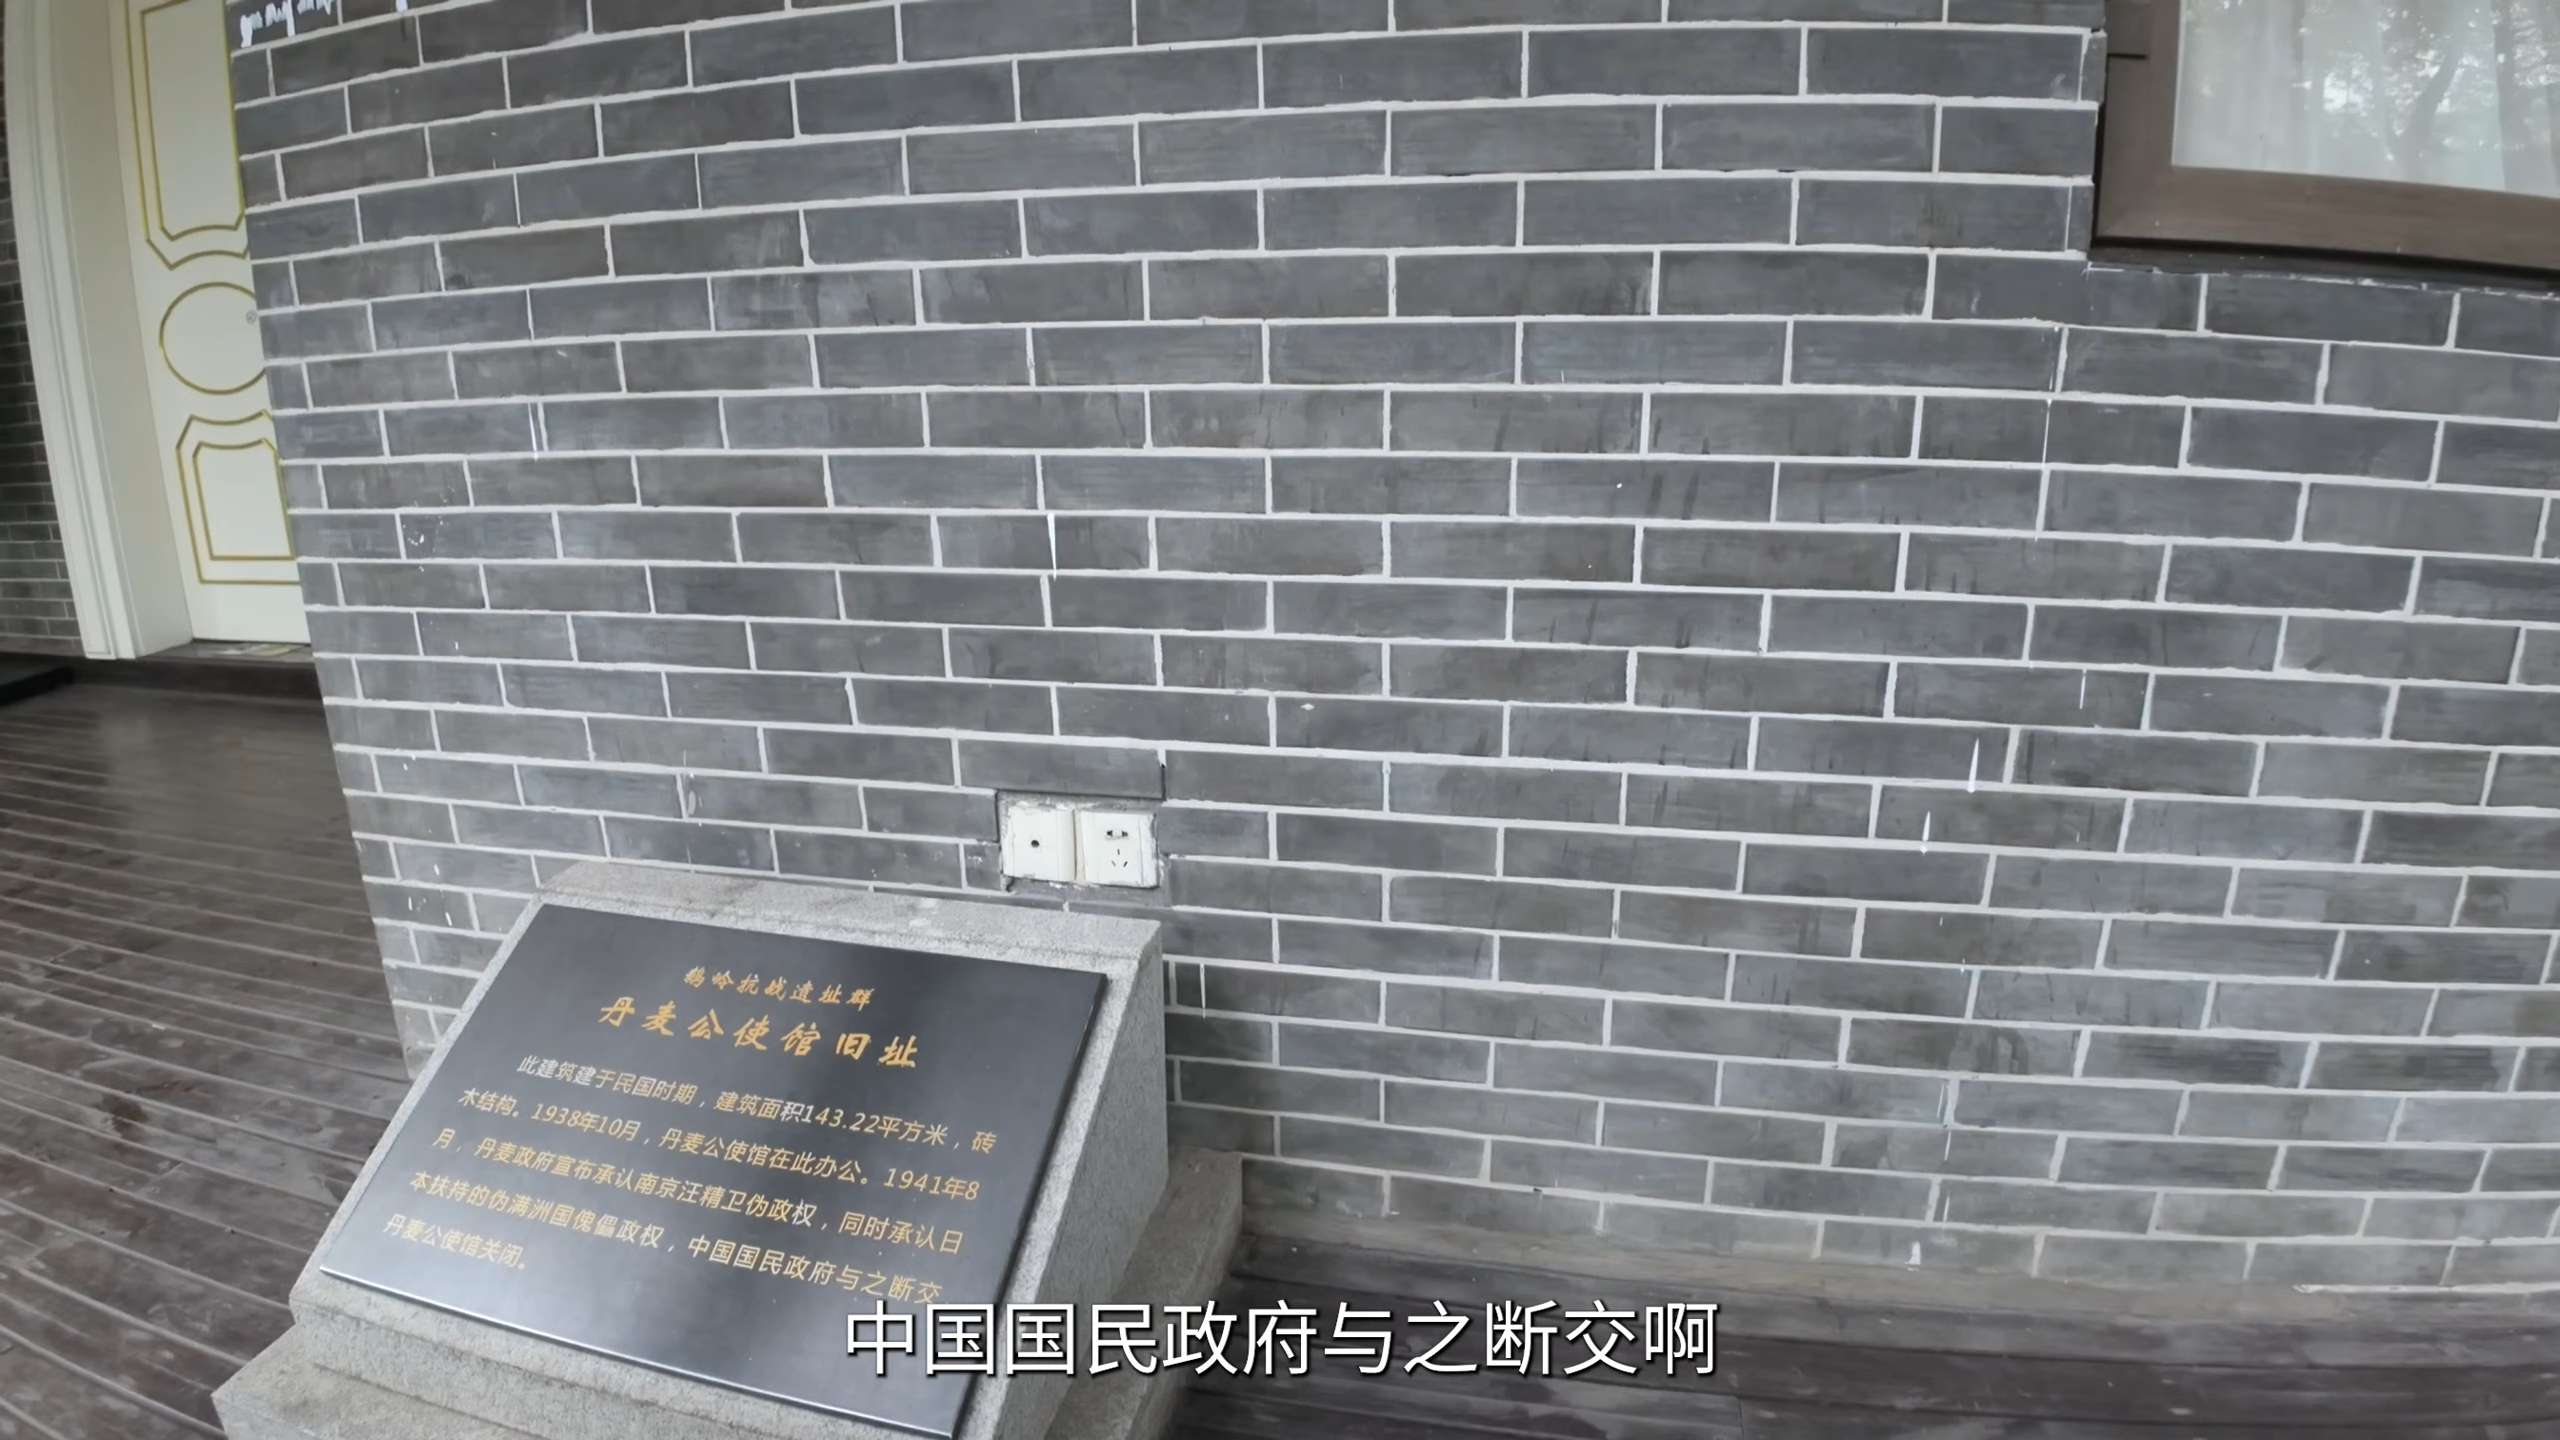 鹅岭抗战遗址群
丹麦公使馆旧址
此建筑建于民国时期，建筑面积143.22平方米，砖
木结构。1938年10月，丹麦公使馆在此办公。1941年8
月，丹麦政府宣布承认南京汪精卫伪政权，同时承认日
本扶持的伪满洲国傀儡政权，中国国民政府与之断交
丹麦公使馆关闭。
中国国民政府与之断交啊